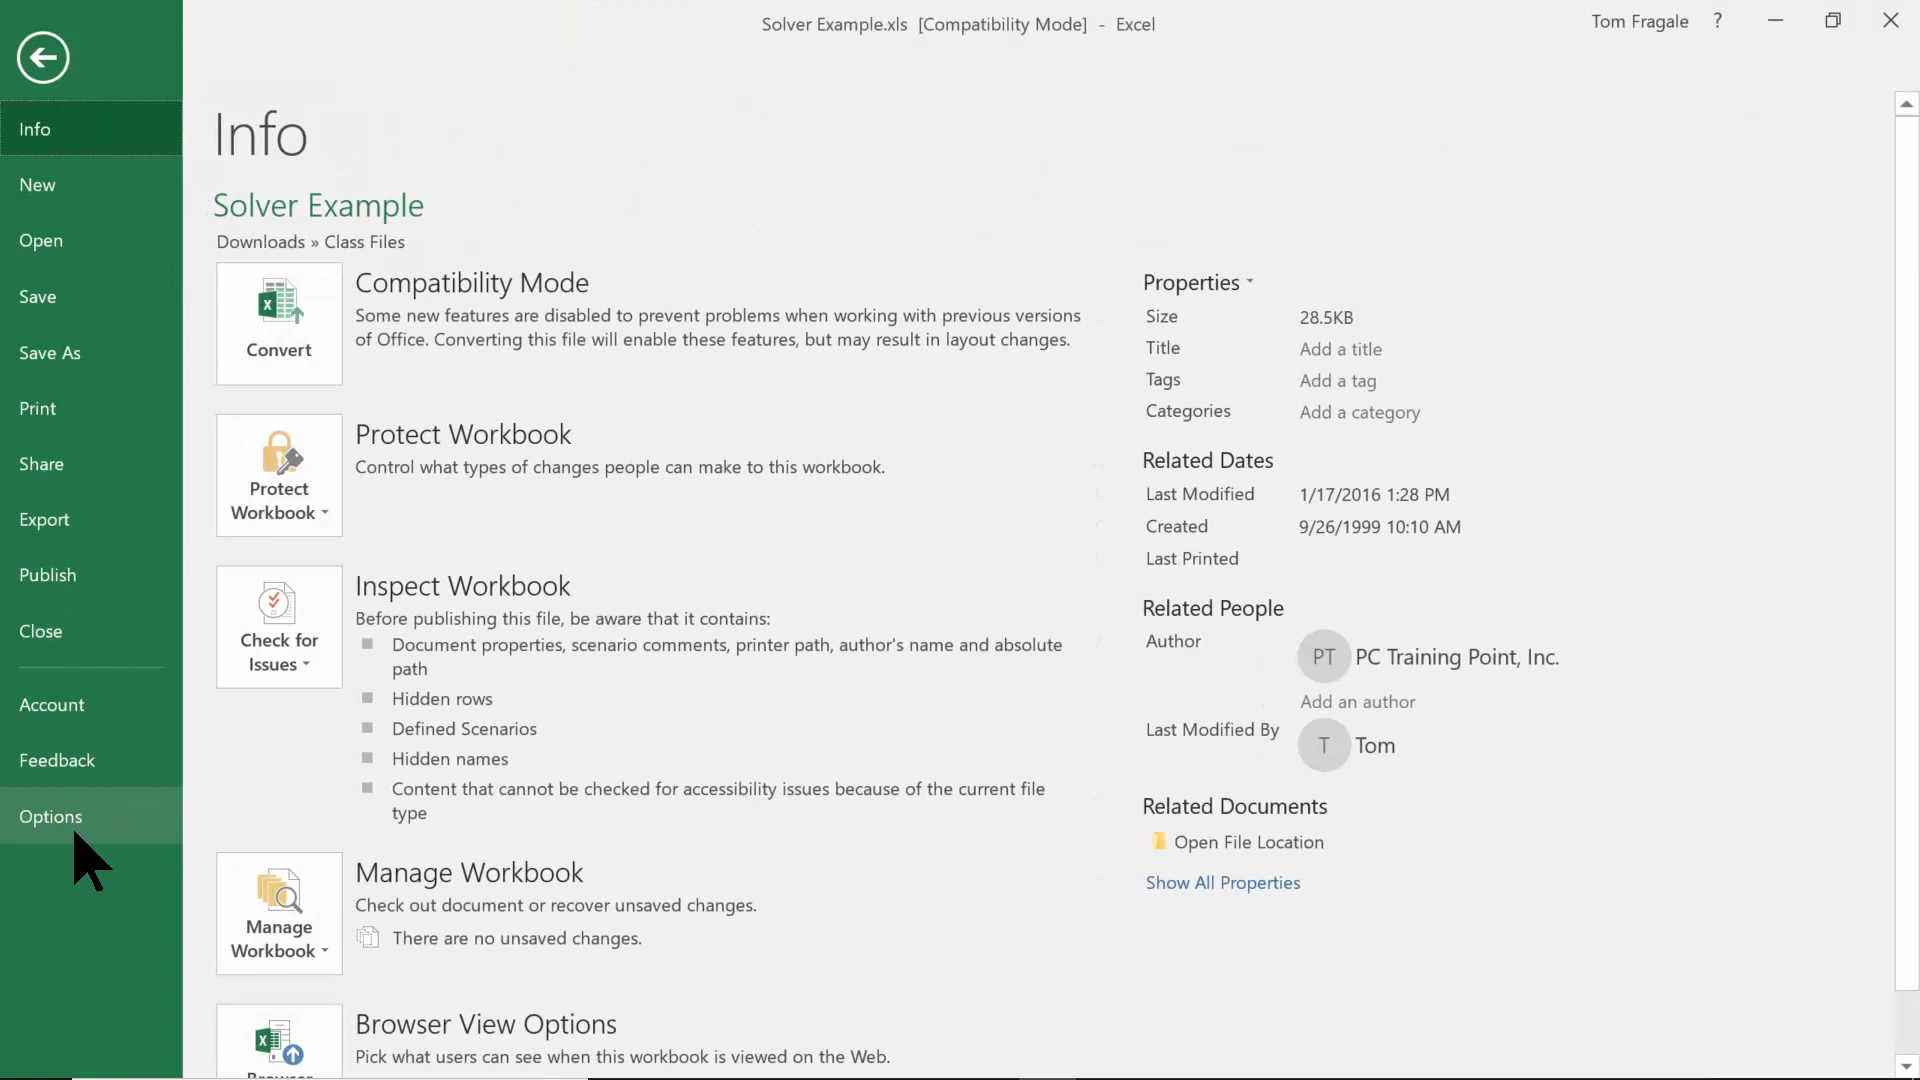 Solver Example.xls [Compatibility Mode] - Excel
Tom Fragale ?
Info
New
Open
Save
Save As
Print
Share
Export
Publish
Close
Account
Feedback
Options
Info
Solver Example
Downloads » Class Files
Convert
Compatibility Mode
Some new features are disabled to prevent problems when working with previous versions
of Office. Converting this file will enable these features, but may result in layout changes.
Protect
Workbook
Protect Workbook
Control what types of changes people can make to this workbook.
Check for
Issues
Inspect Workbook
Before publishing this file, be aware that it contains:
Document properties, scenario comments, printer path, author's name and absolute
path
Hidden rows
Defined Scenarios
Hidden names
Content that cannot be checked for accessibility issues because of the current file
type
Manage
Workbook
Manage Workbook
Check out document or recover unsaved changes.
There are no unsaved changes.
Browser View Options
Pick what users can see when this workbook is viewed on the Web.
Properties
Size 28.5KB
Title Add a title
Tags Add a tag
Categories Add a category
Related Dates
Last Modified 1/17/2016 1:28 PM
Created 9/26/1999 10:10 AM
Last Printed
Related People
Author
PT PC Training Point, Inc.
Add an author
Last Modified By
T Tom
Related Documents
Open File Location
Show All Properties